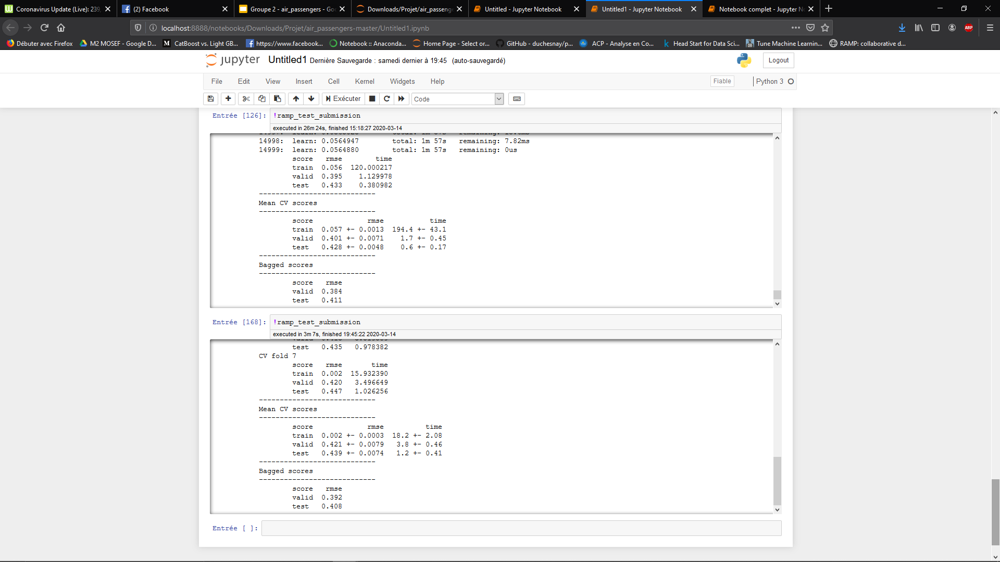 Coronavirus Update (Live): 239,
(2) Facebook
Groupe 2 - air_passengers - Goo
Downloads/Projet/air_passenge
Untitled - Jupyter Notebook
Untitled1 - Jupyter Notebook
Notebook complet - Jupyter No
localhost:8888/notebooks/Downloads/Projet/air_passengers-master/Untitled1.ipynb
ABP
Débuter avec Firefox
M2 MOSEF - Google D...
CatBoost vs. Light GB...
https://www.facebook...
Notebook :: Anaconda...
Home Page - Select or...
GitHub - duchesnay/p...
ACP - Analyse en Co...
Head Start for Data Sci...
Tune Machine Learnin...
RAMP: collaborative d...
jupyter Untitled1 Dernière Sauvegarde : samedi dernier à 19:45 (auto-sauvegardé)
Logout
File Edit View Insert Cell Kernel Widgets Help
Fiable
Python 3
Exécuter
Code
Entrée [126]: !ramp_test_submission
executed in 26m 24s, finished 15:18:27 2020-03-14
14998: learn: 0.0564947 total: 1m 57s remaining: 7.82ms
14999: learn: 0.0564880 total: 1m 57s remaining: 0us
score rmse time
train 0.056 120.000217
valid 0.395 1.129978
test 0.433 0.380982
----------------------------
Mean CV scores
----------------------------
score rmse time
train 0.057 +- 0.0013 194.4 +- 43.1
valid 0.401 +- 0.0071 1.7 +- 0.45
test 0.428 +- 0.0048 0.6 +- 0.17
----------------------------
Bagged scores
----------------------------
score rmse
valid 0.384
test 0.411
Entrée [168]: !ramp_test_submission
executed in 3m 7s, finished 19:45:22 2020-03-14
test 0.435 0.978382
CV fold 7
score rmse time
train 0.002 15.932390
valid 0.420 3.496649
test 0.447 1.026256
----------------------------
Mean CV scores
----------------------------
score rmse time
train 0.002 +- 0.0003 18.2 +- 2.08
valid 0.421 +- 0.0079 3.8 +- 0.46
test 0.439 +- 0.0074 1.2 +- 0.41
----------------------------
Bagged scores
----------------------------
score rmse
valid 0.392
test 0.408
Entrée [ ]: